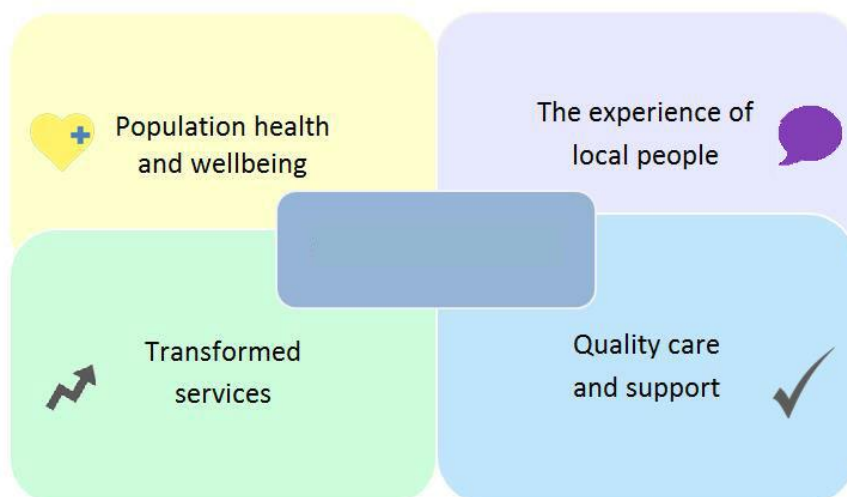 Population health
and wellbeing
The experience of
local people
Transformed
services
Quality care
and support